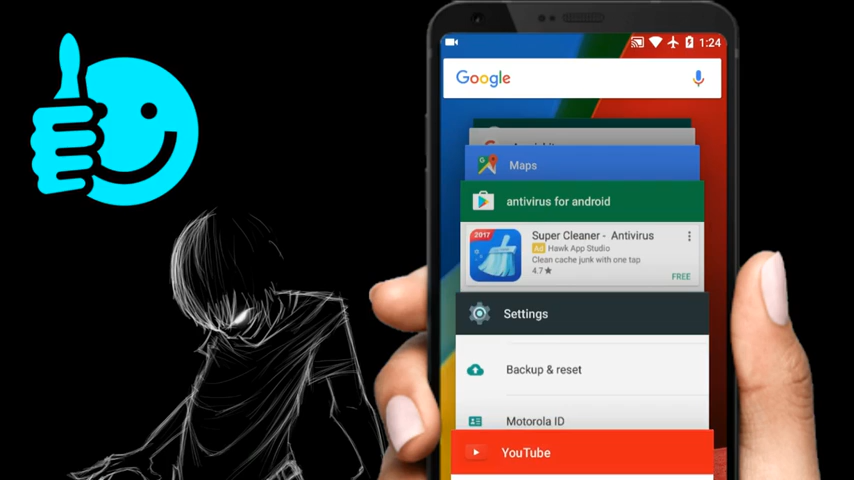 1:24
Google
Maps
antivirus for android
2017
Super Cleaner - Antivirus
Ad Hawk App Studio
Clean cache junk with one tap
4.7★
FREE
Settings
Backup & reset
Motorola ID
YouTube